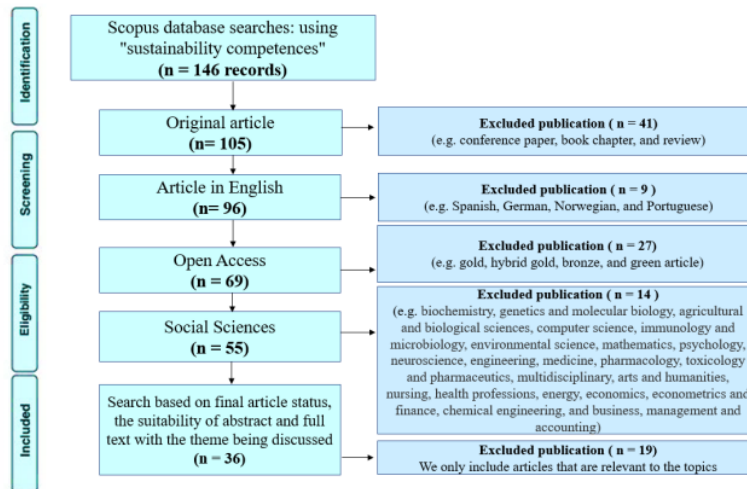 Identification
Scopus database searches: using
"sustainability competences"
(n = 146 records)
Original article
(n= 105)
Excluded publication ( n = 41)
(e.g. conference paper, book chapter, and review)
Screening
Article in English
(n= 96)
Excluded publication ( n = 9 )
(e.g. Spanish, German, Norwegian, and Portuguese)
Open Access
(n = 69)
Excluded publication ( n = 27)
(e.g. gold, hybrid gold, bronze, and green article)
Eligibility
Social Sciences
(n = 55)
Excluded publication ( n = 14 )
(e.g. biochemistry, genetics and molecular biology, agricultural
and biological sciences, computer science, immunology and
microbiology, environmental science, mathematics, psychology,
neuroscience, engineering, medicine, pharmacology, toxicology
and pharmaceutics, multidisciplinary, arts and humanities,
nursing, health professions, energy, economics, econometrics and
finance, chemical engineering, and business, management and
accounting)
Included
Search based on final article status,
the suitability of abstract and full
text with the theme being discussed
(n = 36)
Excluded publication ( n = 19)
We only include articles that are relevant to the topics